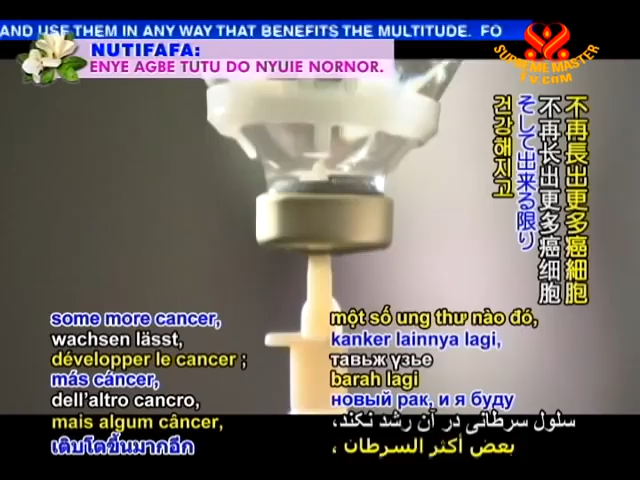 AND USE THEM IN ANY WAY THAT BENEFITS THE MULTITUDE. FO
NUTIFAFA:
ENYE AGBE TUTU DO NYUIE NORNOR.
SUPREME MASTER
TV.COM
不再長出更多癌細胞
不再长出更多癌细胞
そして出来る限り
건강해지고
some more cancer,
wachsen lässt,
développer le cancer ;
más cáncer,
dell'altro cancro,
mais algum câncer,
เติบโตขึ้นมากอีก
một số ung thư nào đó,
kanker lainnya lagi,
тавьж үзье
barah lagi
новый рак, и я буду
سلول سرطانی در آن رشد نکند،
بعض أكثر السرطان ،